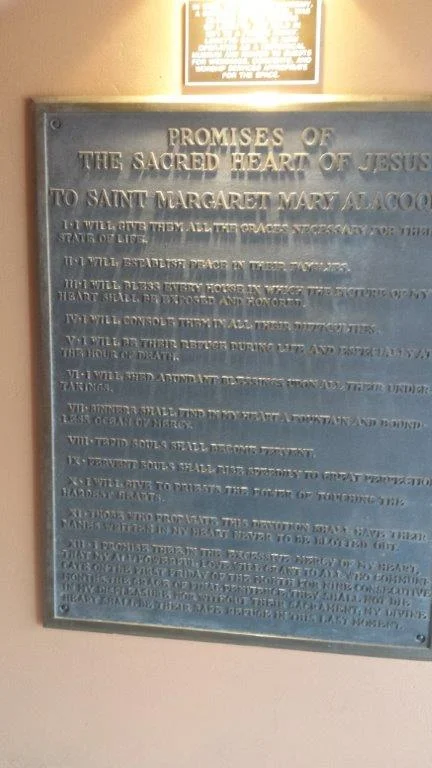 FOR WEDDINGS, CONCERTS, AND
WORSHIP SERVICES APPROPRIATE
FOR THE SPACE.
PROMISES OF
THE SACRED HEART OF JESUS
TO SAINT MARGARET MARY ALACOQ
I · I WILL GIVE THEM ALL THE GRACES NECESSARY FOR THEIR
STATE OF LIFE.
II · I WILL ESTABLISH PEACE IN THEIR FAMILIES.
III · I WILL BLESS EVERY HOUSE IN WHICH THE PICTURE OF MY
HEART SHALL BE EXPOSED AND HONORED.
IV · I WILL CONSOLE THEM IN ALL THEIR DIFFICULTIES.
V · I WILL BE THEIR REFUGE DURING LIFE AND ESPECIALLY AT
THE HOUR OF DEATH.
VI · I WILL SHED ABUNDANT BLESSINGS UPON ALL THEIR UNDER-
TAKINGS.
VII · SINNERS SHALL FIND IN MY HEART A FOUNTAIN AND BOUND-
LESS OCEAN OF MERCY.
VIII · TEPID SOULS SHALL BECOME FERVENT.
IX · FERVENT SOULS SHALL RISE SPEEDILY TO GREAT PERFECTIO
X · I WILL GIVE TO PRIESTS THE POWER OF TOUCHING THE
HARDEST HEARTS.
XI · THOSE WHO PROPAGATE THIS DEVOTION SHALL HAVE THEIR
NAMES WRITTEN IN MY HEART NEVER TO BE BLOTTED OUT.
XII · I PROMISE THEE IN THE EXCESSIVE MERCY OF MY HEART,
THAT MY ALL POWERFUL LOVE WILL GRANT TO ALL WHO COMMUNI-
CATE ON THE FIRST FRIDAY OF THE MONTH FOR NINE CONSECUTIVE
MONTHS, THE GRACE OF FINAL PENITENCE, THEY SHALL NOT DIE
IN MY DISPLEASURE NOR WITHOUT THEIR SACRAMENT, MY DIVINE
HEART SHALL BE THEIR SAFE REFUGE IN THIS LAST MOMENT.